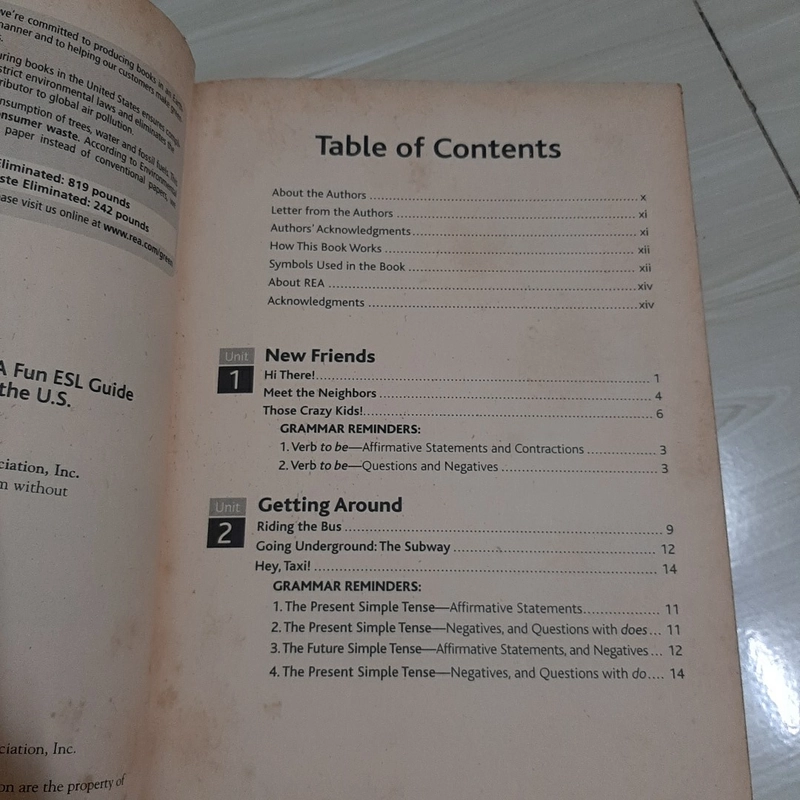 we're committed to producing books in an Earth-
manner and to helping our customers make green
uring books in the United States ensures compli
strict environmental laws and eliminates the
ributor to global air pollution.
nsumption of trees, water and fossil fuels. This
onsumer waste. According to Environmental
paper instead of conventional papers, we
Eliminated: 819 pounds
ste Eliminated: 242 pounds
ase visit us online at www.rea.com/green
A Fun ESL Guide
the U.S.
ciation, Inc.
m without
ciation, Inc.
on are the property of
Table of Contents
About the Authors ........ x
Letter from the Authors ........ xi
Authors' Acknowledgments ........ xi
How This Book Works ........ xii
Symbols Used in the Book ........ xii
About REA ........ xiv
Acknowledgments ........ xiv
Unit 1 New Friends
Hi There! ........ 1
Meet the Neighbors ........ 4
Those Crazy Kids! ........ 6
GRAMMAR REMINDERS:
1. Verb to be—Affirmative Statements and Contractions ........ 3
2. Verb to be—Questions and Negatives ........ 3
Unit 2 Getting Around
Riding the Bus ........ 9
Going Underground: The Subway ........ 12
Hey, Taxi! ........ 14
GRAMMAR REMINDERS:
1. The Present Simple Tense—Affirmative Statements ........ 11
2. The Present Simple Tense—Negatives, and Questions with does ... 11
3. The Future Simple Tense—Affirmative Statements, and Negatives ... 12
4. The Present Simple Tense—Negatives, and Questions with do .... 14